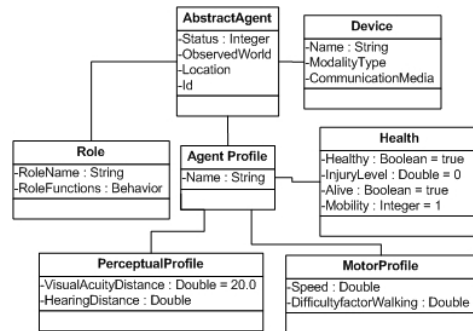 AbstractAgent
-Status : Integer
-ObservedWorld
-Location
-Id
Device
-Name : String
-ModalityType
-CommunicationMedia
Role
-RoleName : String
-RoleFunctions : Behavior
Agent Profile
-Name : String
Health
-Healthy : Boolean = true
-InjuryLevel : Double = 0
-Alive : Boolean = true
-Mobility : Integer = 1
PerceptualProfile
-VisualAcuityDistance : Double = 20.0
-HearingDistance : Double
MotorProfile
-Speed : Double
-DifficultyfactorWalking : Double